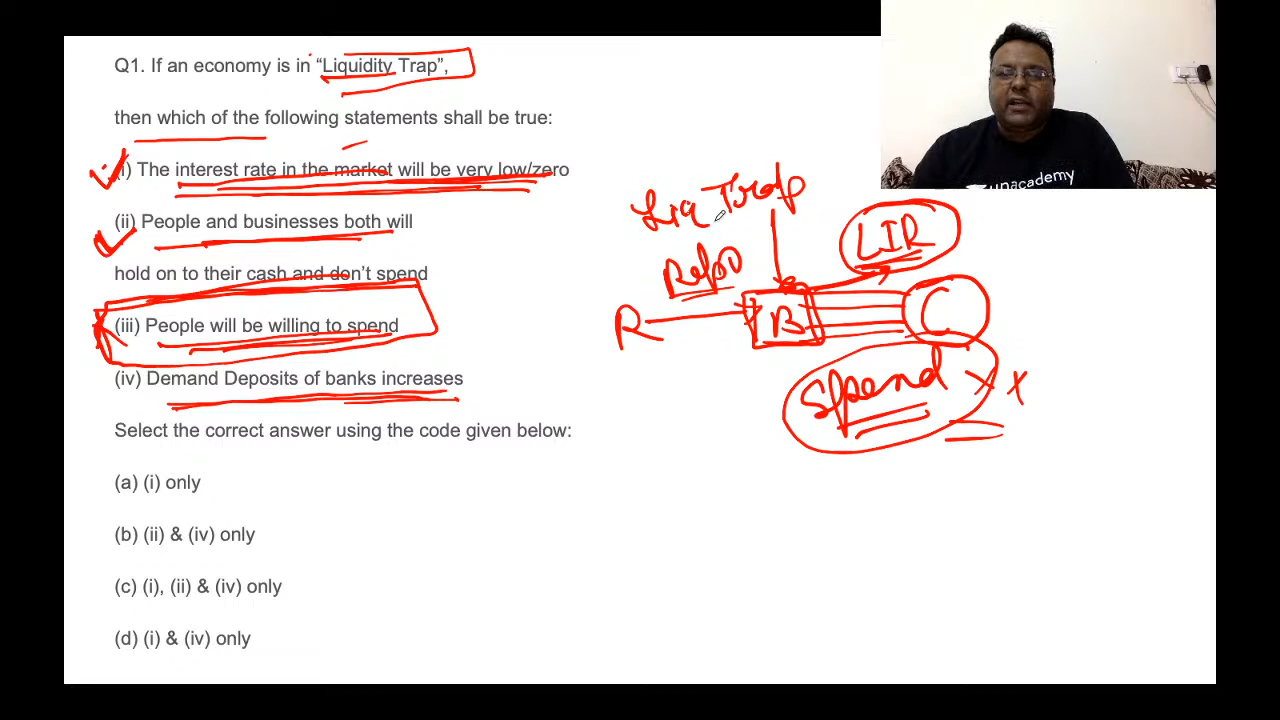 Q1. If an economy is in “Liquidity Trap”,
then which of the following statements shall be true:
(i) The interest rate in the market will be very low/zero
(ii) People and businesses both will
hold on to their cash and don’t spend
(iii) People will be willing to spend
(iv) Demand Deposits of banks increases
Select the correct answer using the code given below:
(a) (i) only
(b) (ii) & (iv) only
(c) (i), (ii) & (iv) only
(d) (i) & (iv) only
unacademy
Liq Trap
LIR
Repo
R
B
C
Spend x x